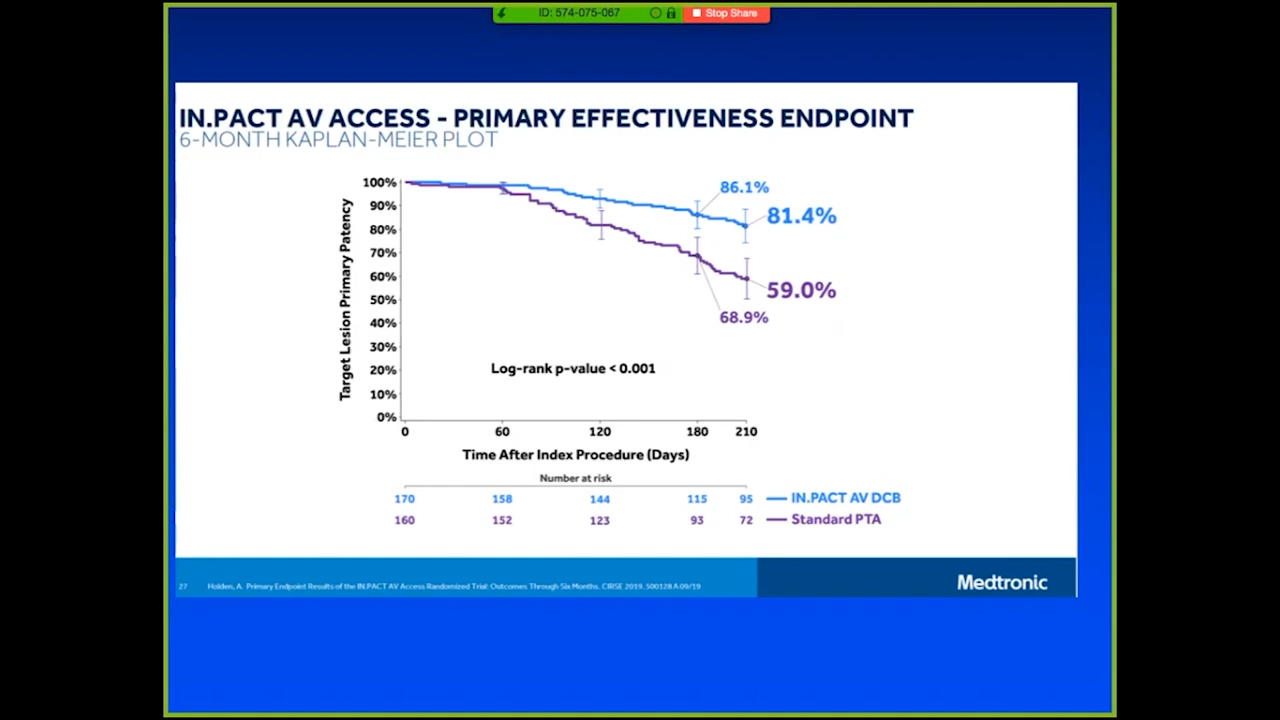 ID: 574-075-067
Stop Share
IN.PACT AV ACCESS - PRIMARY EFFECTIVENESS ENDPOINT
6-MONTH KAPLAN-MEIER PLOT
Target Lesion Primary Patency
100%
90%
80%
70%
60%
50%
40%
30%
20%
10%
0%
86.1%
81.4%
59.0%
68.9%
Log-rank p-value < 0.001
0 60 120 180 210
Time After Index Procedure (Days)
Number at risk
170 158 144 115 95 IN.PACT AV DCB
160 152 123 93 72 Standard PTA
27 Holden, A. Primary Endpoint Results of the IN.PACT AV Access Randomized Trial: Outcomes Through Six Months. CIRSE 2019. 500128 A 09/19
Medtronic